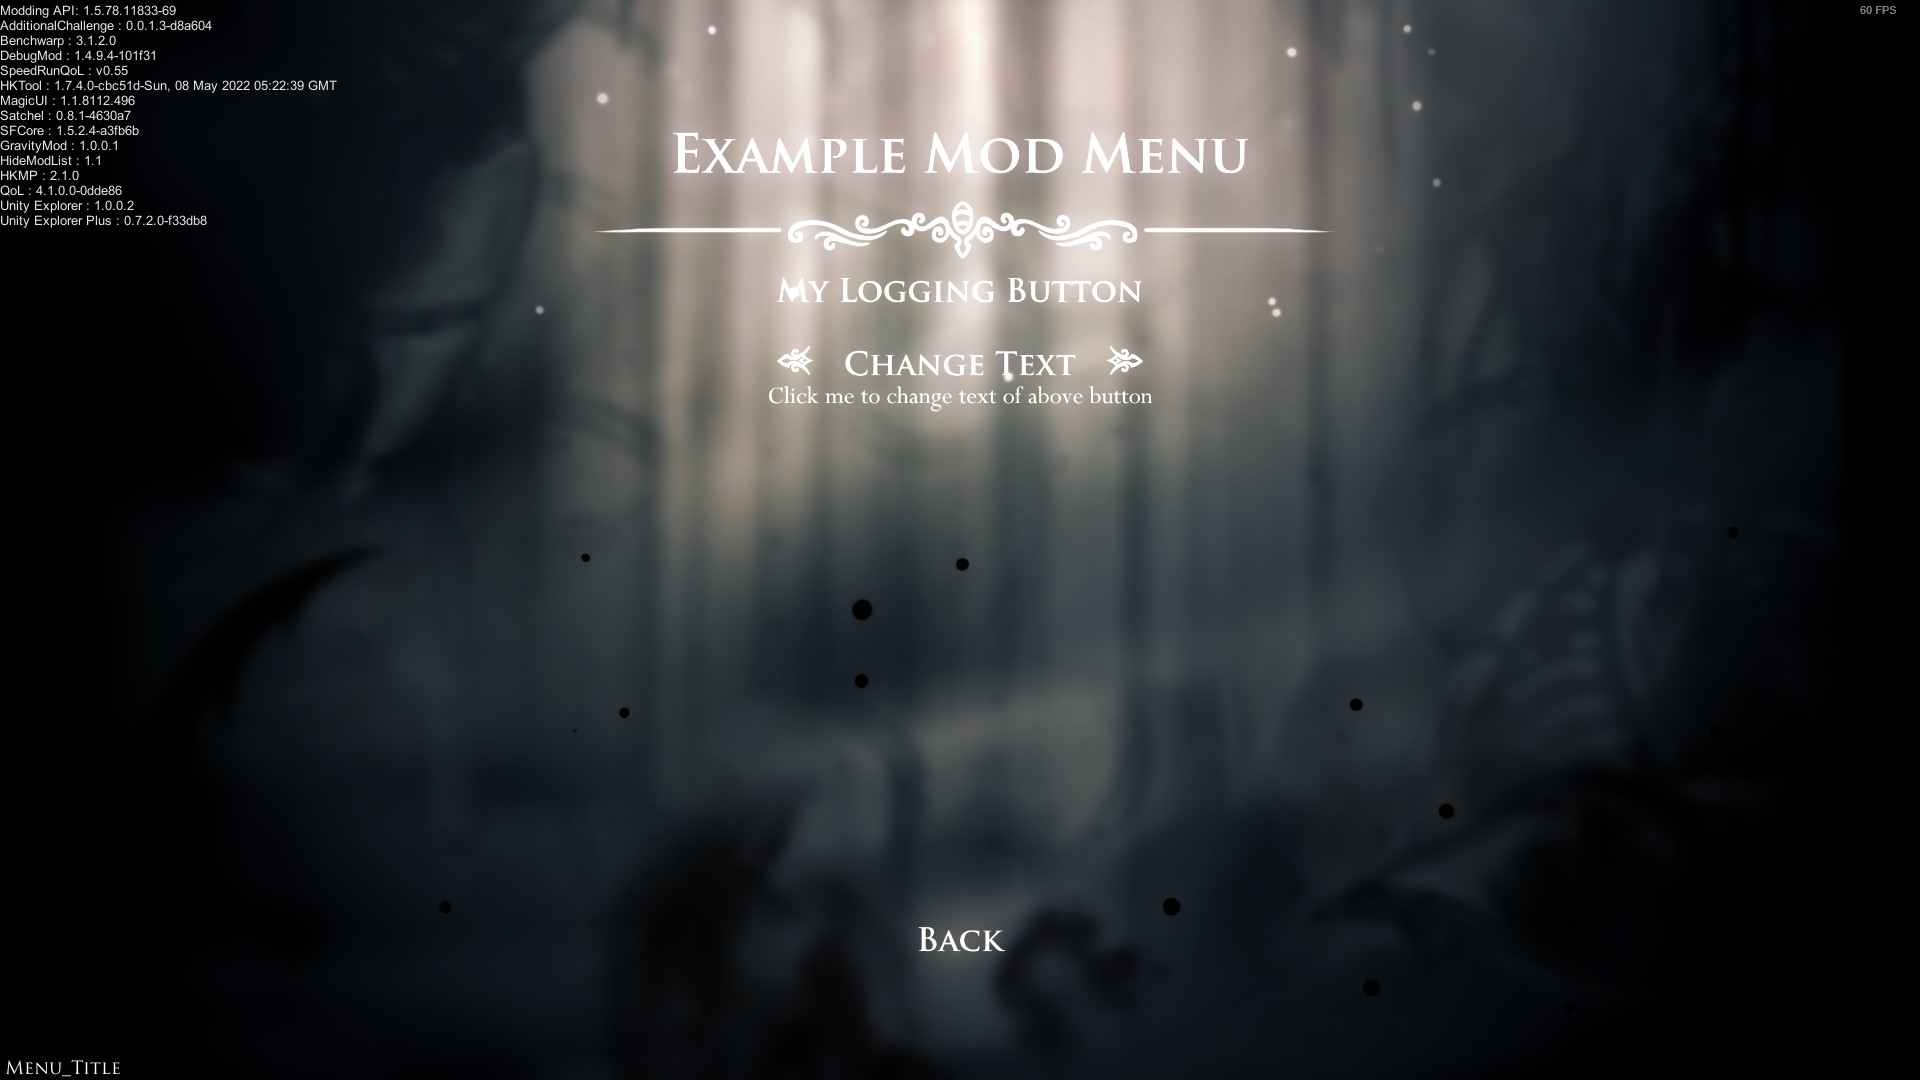 Modding API: 1.5.78.11833-69
AdditionalChallenge : 0.0.1.3-d8a604
Benchwarp : 3.1.2.0
DebugMod : 1.4.9.4-101f31
SpeedRunQoL : v0.55
HKTool : 1.7.4.0-cbc51d-Sun, 08 May 2022 05:22:39 GMT
MagicUI : 1.1.8112.496
Satchel : 0.8.1-4630a7
SFCore : 1.5.2.4-a3fb6b
GravityMod : 1.0.0.1
HideModList : 1.1
HKMP : 2.1.0
QoL : 4.1.0.0-0dde86
Unity Explorer : 1.0.0.2
Unity Explorer Plus : 0.7.2.0-f33db8
60 FPS
Example Mod Menu
My Logging Button
Change Text
Click me to change text of above button
Back
Menu_Title